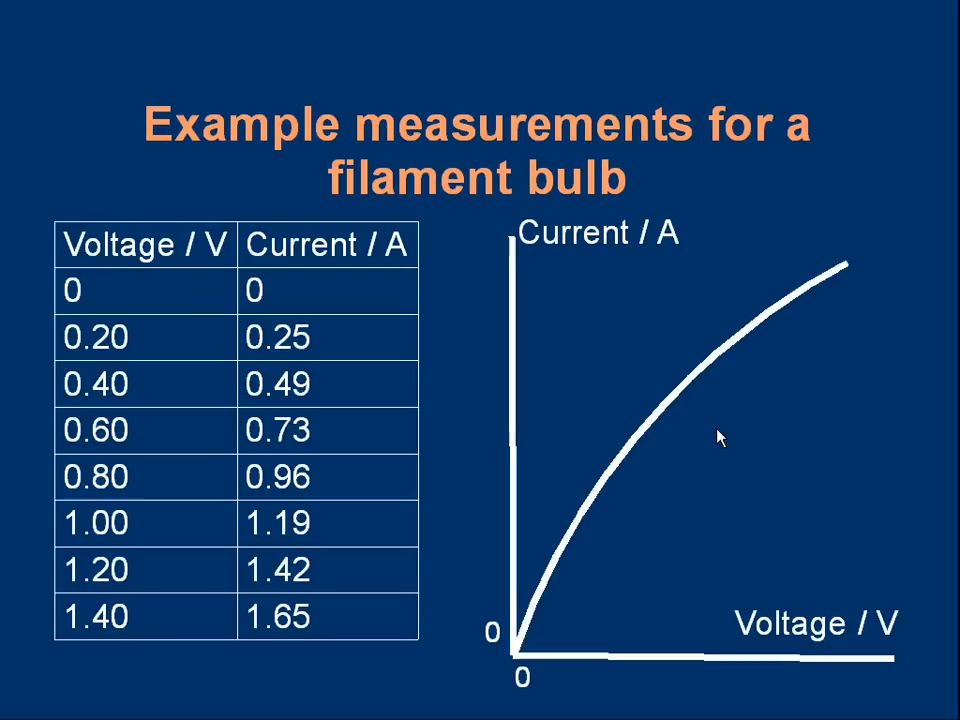 Example measurements for a
filament bulb
Voltage / V Current / A
0 0
0.20 0.25
0.40 0.49
0.60 0.73
0.80 0.96
1.00 1.19
1.20 1.42
1.40 1.65
Current / A
0
Voltage / V
0